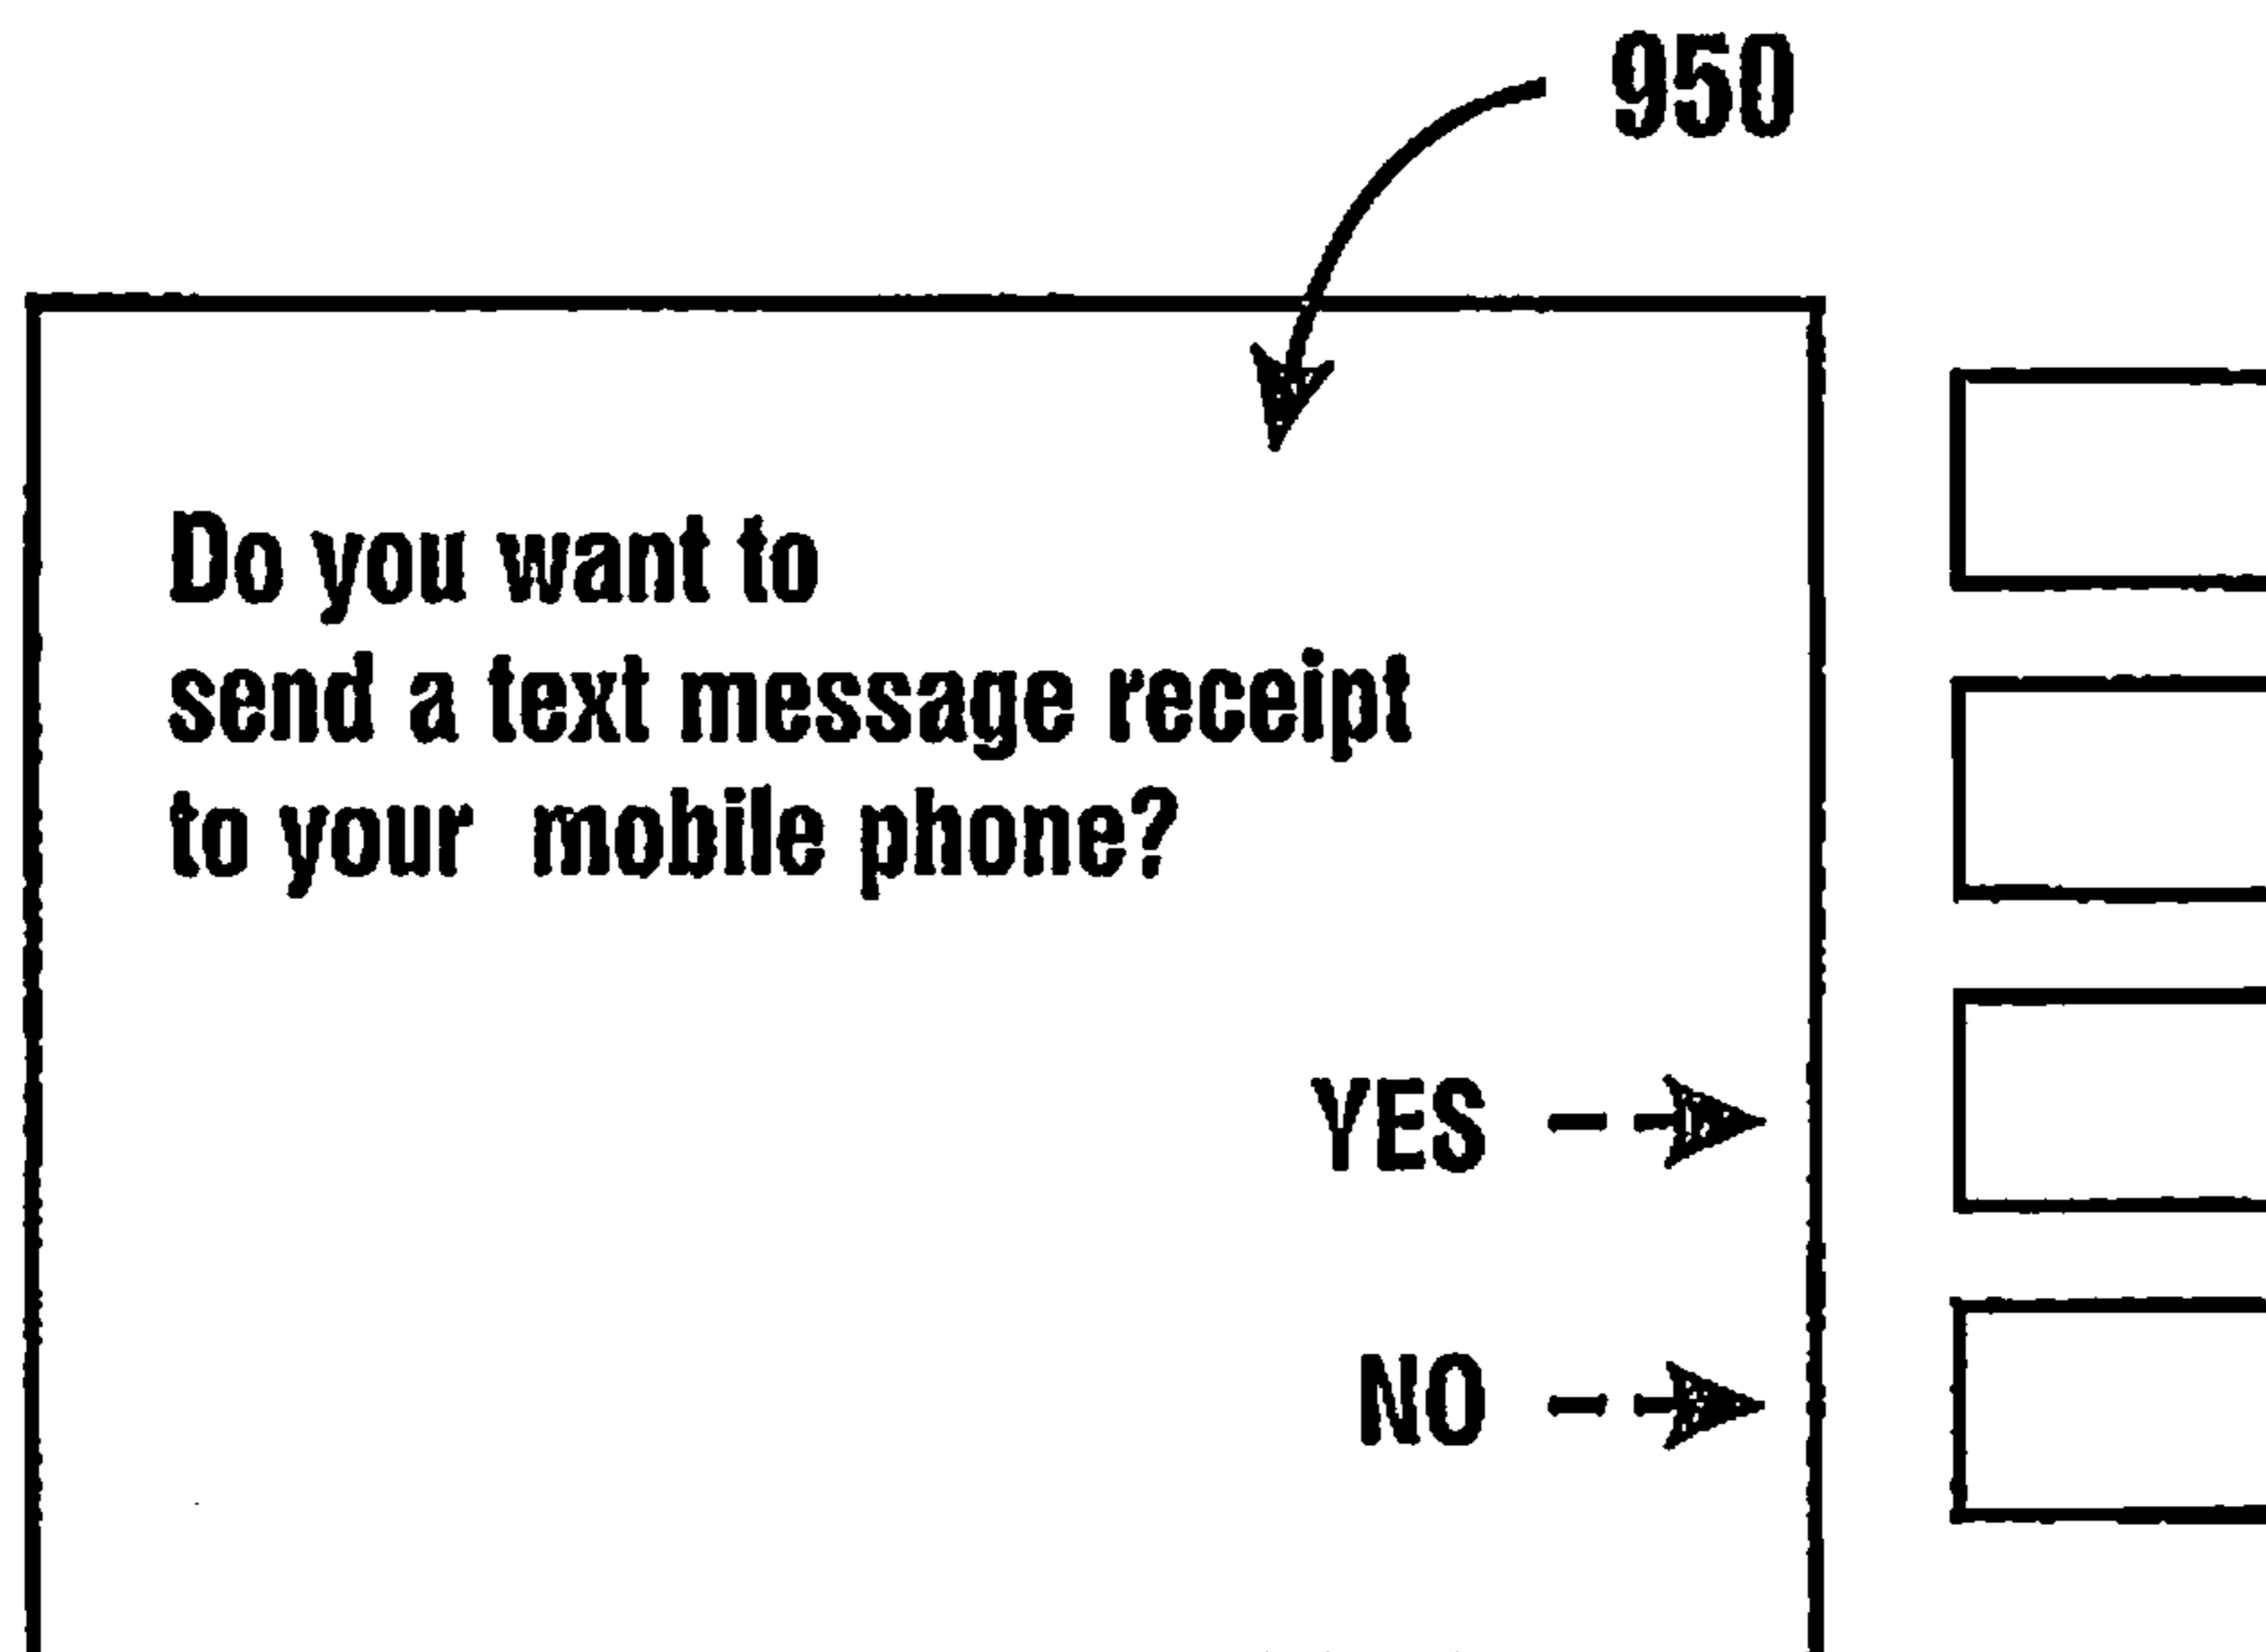 950
Do you want to
send a text message receipt
to your mobile phone?
YES
NO